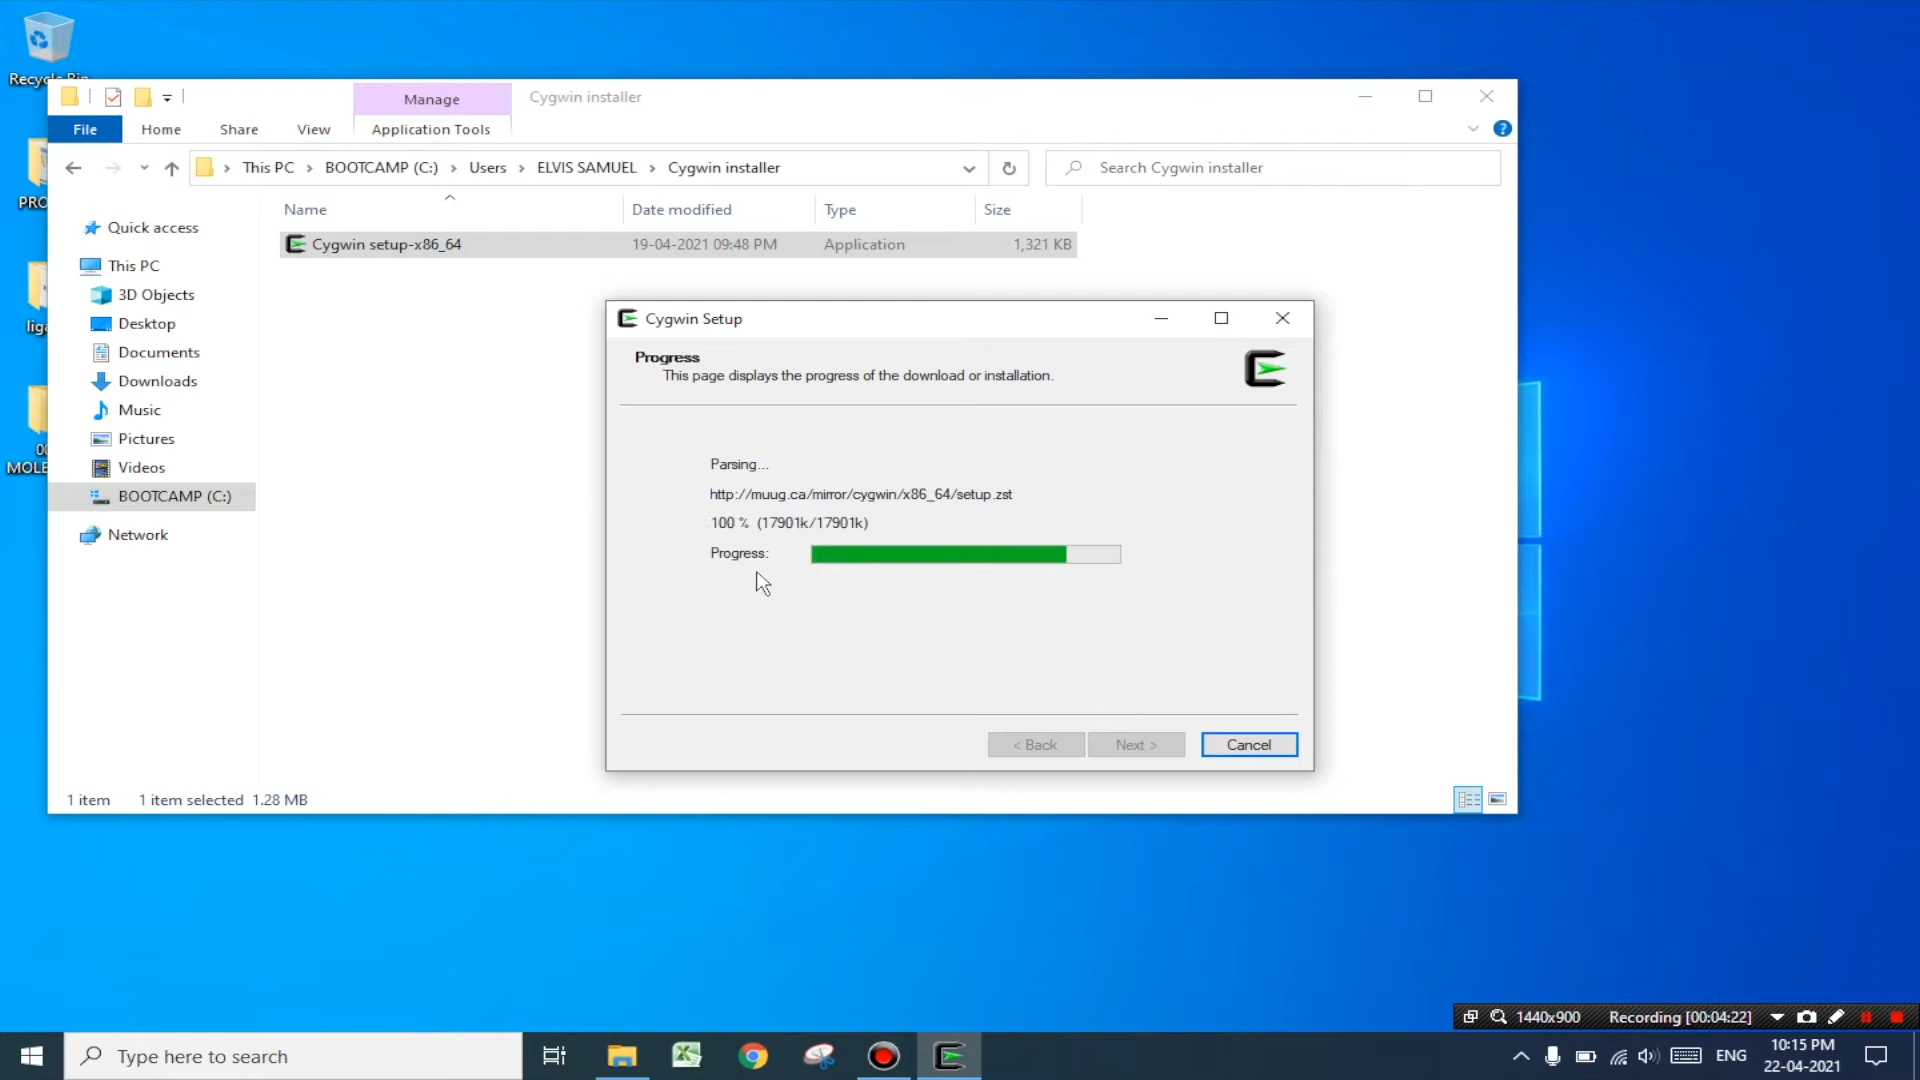 Recycle Bin
PRO
liga
00
MOLE
Manage
Cygwin installer
File
Home
Share
View
Application Tools
This PC
BOOTCAMP (C:)
Users
ELVIS SAMUEL
Cygwin installer
Search Cygwin installer
Name
Date modified
Type
Size
Cygwin setup-x86_64
19-04-2021 09:48 PM
Application
1,321 KB
Quick access
This PC
3D Objects
Desktop
Documents
Downloads
Music
Pictures
Videos
BOOTCAMP (C:)
Network
Cygwin Setup
Progress
This page displays the progress of the download or installation.
Parsing...
http://muug.ca/mirror/cygwin/x86_64/setup.zst
100 % (17901k/17901k)
Progress:
< Back
Next >
Cancel
1 item
1 item selected 1.28 MB
1440x900
Recording [00:04:22]
Type here to search
ENG
10:15 PM
22-04-2021